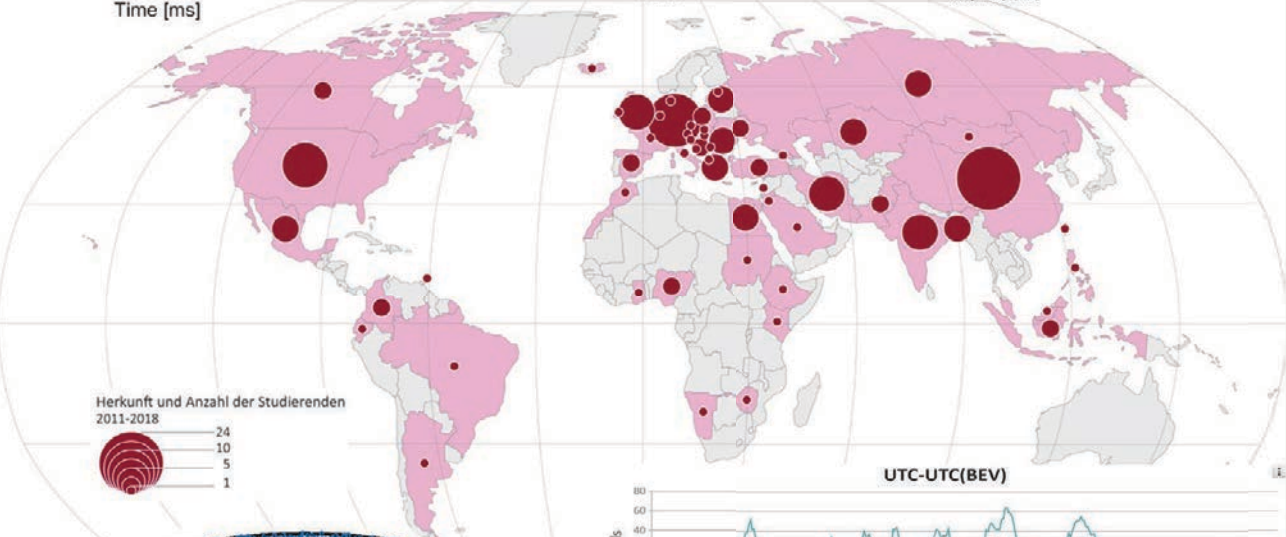 Time [ms]
Herkunft und Anzahl der Studierenden
2011-2018
24
10
5
1
UTC-UTC(BEV)
i
80
60
40